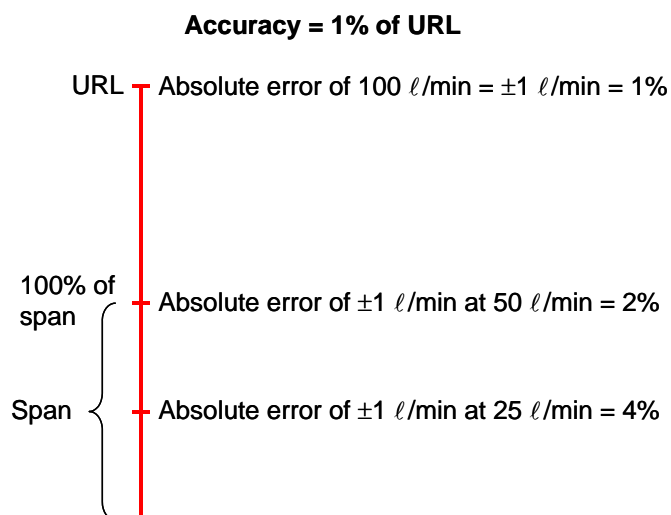 Accuracy = 1% of URL
URL
Absolute error of 100 ℓ/min = ±1 ℓ/min = 1%
100% of
span
Absolute error of ±1 ℓ/min at 50 ℓ/min = 2%
Span
Absolute error of ±1 ℓ/min at 25 ℓ/min = 4%